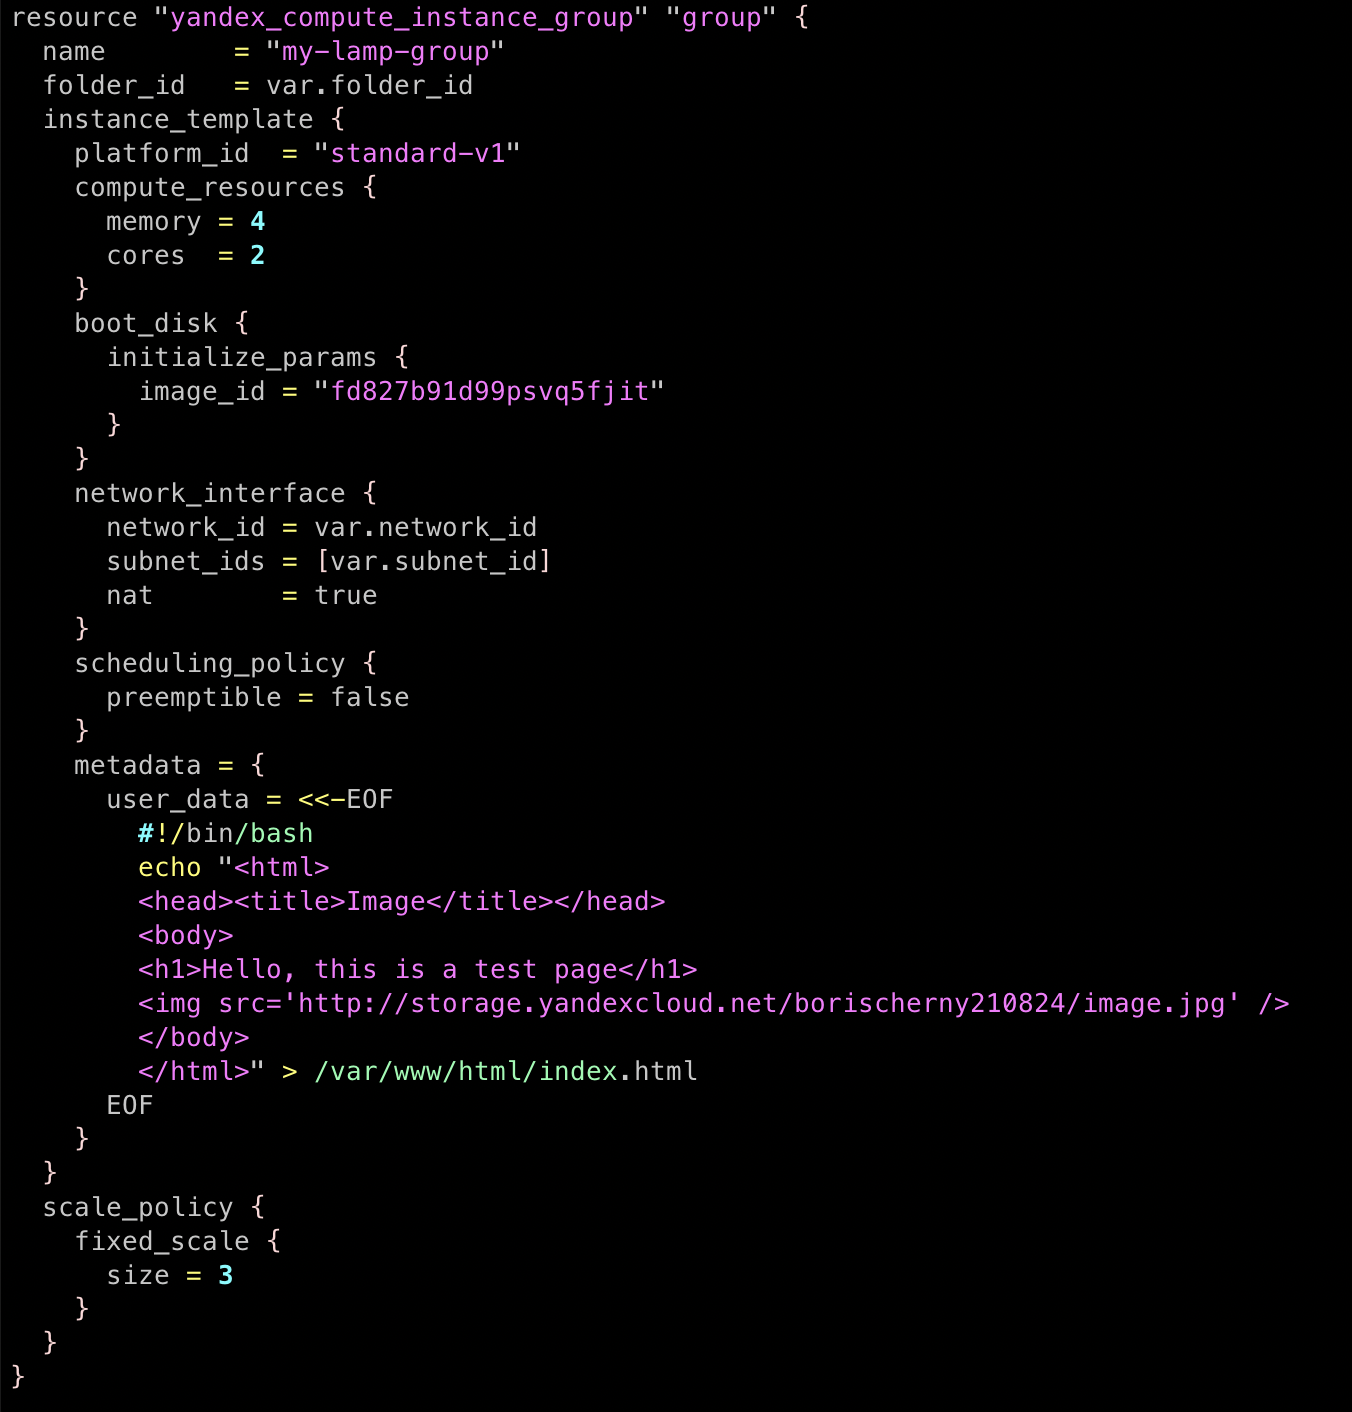 resource "yandex_compute_instance_group" "group" {
  name        = "my-lamp-group"
  folder_id   = var.folder_id
  instance_template {
    platform_id  = "standard-v1"
    compute_resources {
      memory = 4
      cores  = 2
    }
    boot_disk {
      initialize_params {
        image_id = "fd827b91d99psvq5fjit"
      }
    }
    network_interface {
      network_id = var.network_id
      subnet_ids = [var.subnet_id]
      nat        = true
    }
    scheduling_policy {
      preemptible = false
    }
    metadata = {
      user_data = <<-EOF
        #!/bin/bash
        echo "<html>
        <head><title>Image</title></head>
        <body>
        <h1>Hello, this is a test page</h1>
        <img src='http://storage.yandexcloud.net/borischerny210824/image.jpg' />
        </body>
        </html>" > /var/www/html/index.html
      EOF
    }
  }
  scale_policy {
    fixed_scale {
      size = 3
    }
  }
}